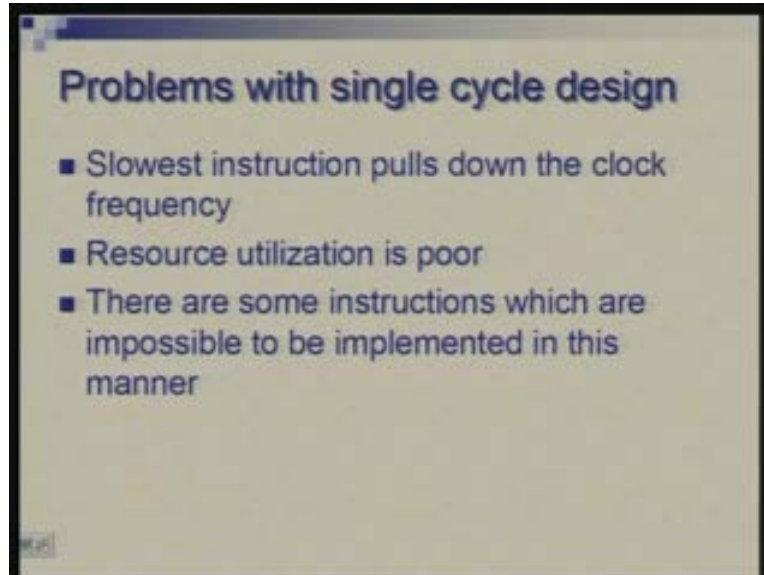 Problems with single cycle design
Slowest instruction pulls down the clock
frequency
Resource utilization is poor
There are some instructions which are
impossible to be implemented in this
manner